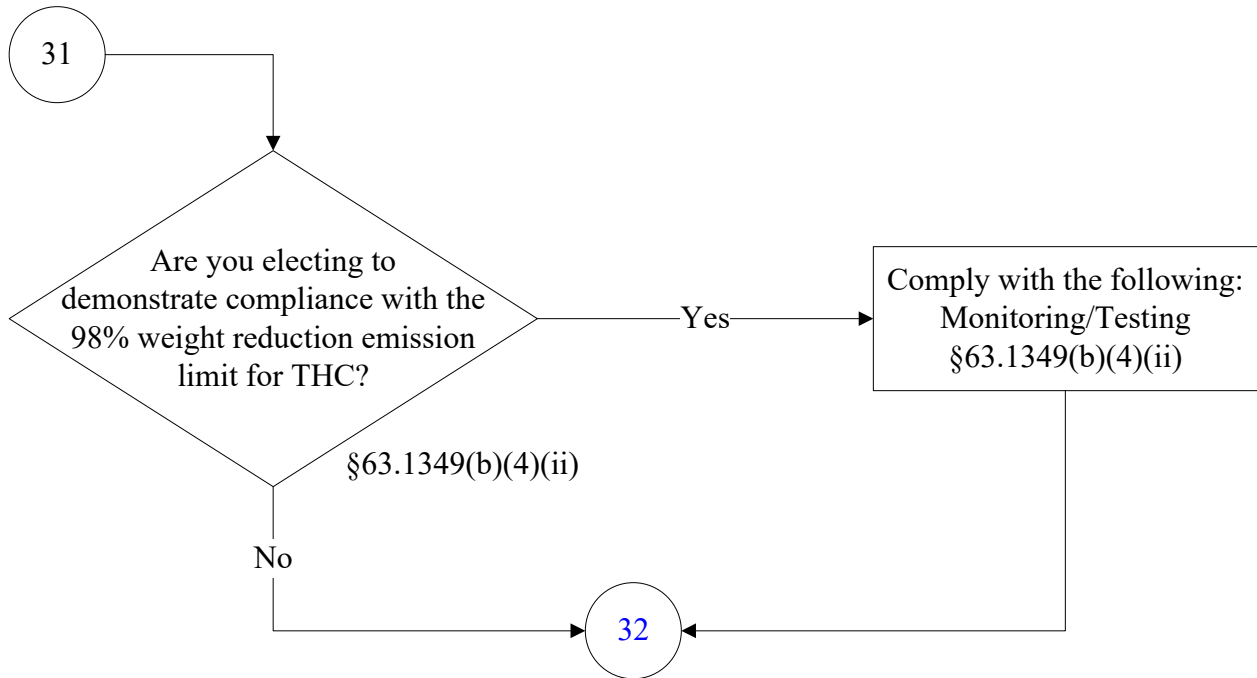 31
Are you electing to
demonstrate compliance with the
98% weight reduction emission
limit for THC?
Yes
Comply with the following:
Monitoring/Testing
§63.1349(b)(4)(ii)
§63.1349(b)(4)(ii)
No
32